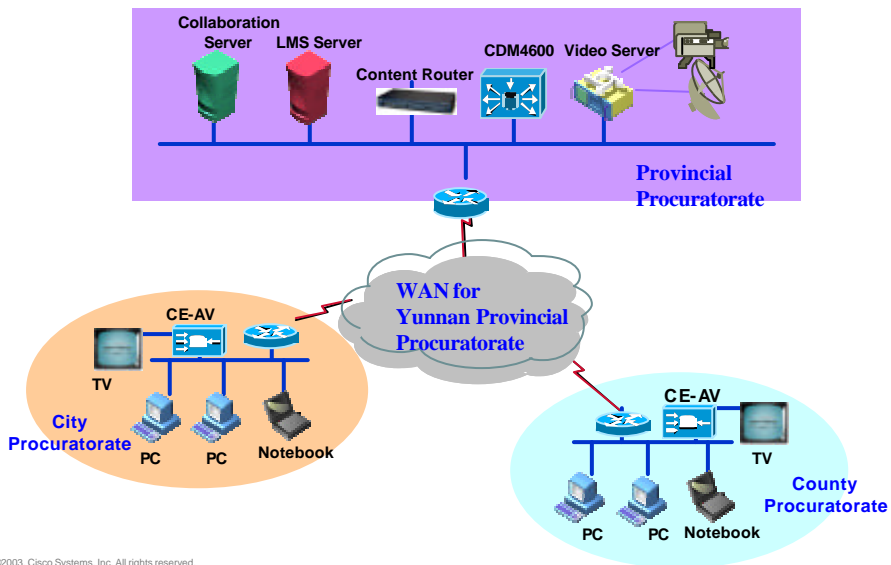 Collaboration
Server
LMS Server
Content Router
CDM4600
Video Server
Provincial
Procuratorate
WAN for
Yunnan Provincial
Procuratorate
CE-AV
TV
City
Procuratorate
PC
PC
Notebook
CE-AV
TV
County
Procuratorate
PC
PC
Notebook
2003, Cisco Systems, Inc. All rights reserved.